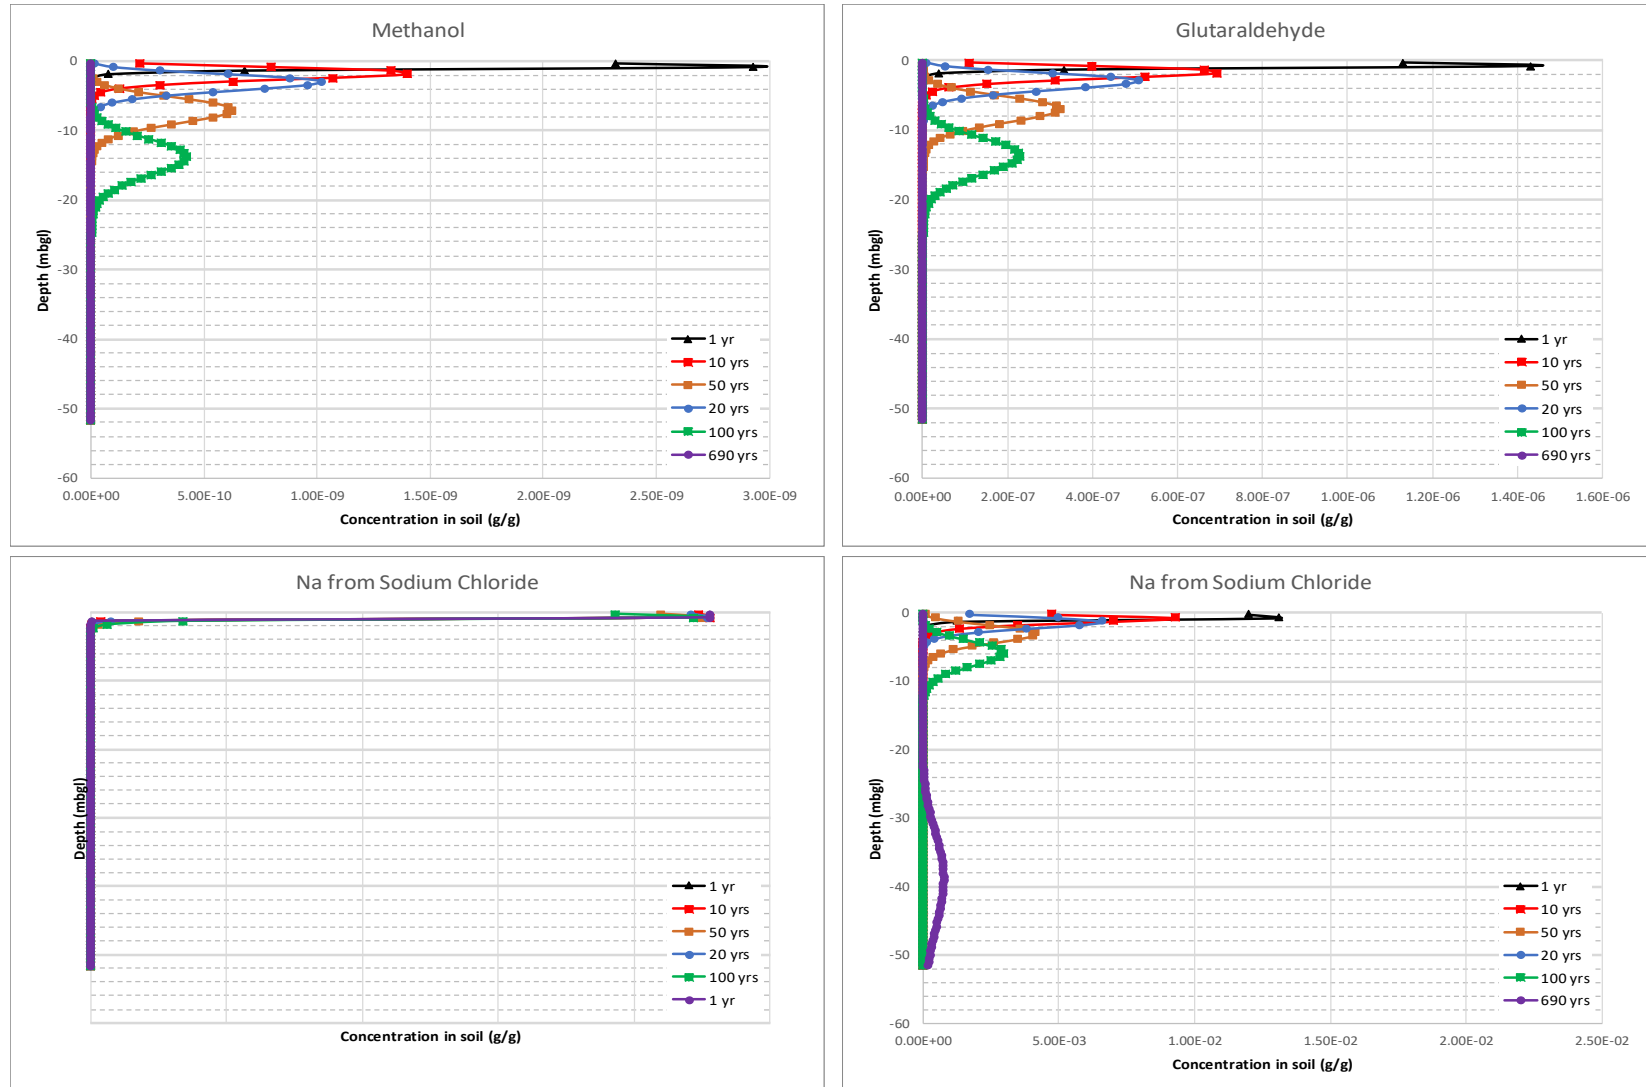 Methanol
0
-10
-20
-30
-40
-50
-60
Depth (mbgl)
1 yr
10 yrs
50 yrs
20 yrs
100 yrs
690 yrs
0.00E+00 5.00E-10 1.00E-09 1.50E-09 2.00E-09 2.50E-09 3.00E-09
Concentration in soil (g/g)
Glutaraldehyde
0
-10
-20
-30
-40
-50
-60
Depth (mbgl)
1 yr
10 yrs
50 yrs
20 yrs
100 yrs
690 yrs
0.00E+00 2.00E-07 4.00E-07 6.00E-07 8.00E-07 1.00E-06 1.20E-06 1.40E-06 1.60E-06
Concentration in soil (g/g)
Na from Sodium Chloride
Depth (mbgl)
1 yr
10 yrs
50 yrs
20 yrs
100 yrs
1 yr
Concentration in soil (g/g)
Na from Sodium Chloride
0
-10
-20
-30
-40
-50
-60
Depth (mbgl)
1 yr
10 yrs
50 yrs
20 yrs
100 yrs
690 yrs
0.00E+00 5.00E-03 1.00E-02 1.50E-02 2.00E-02 2.50E-02
Concentration in soil (g/g)